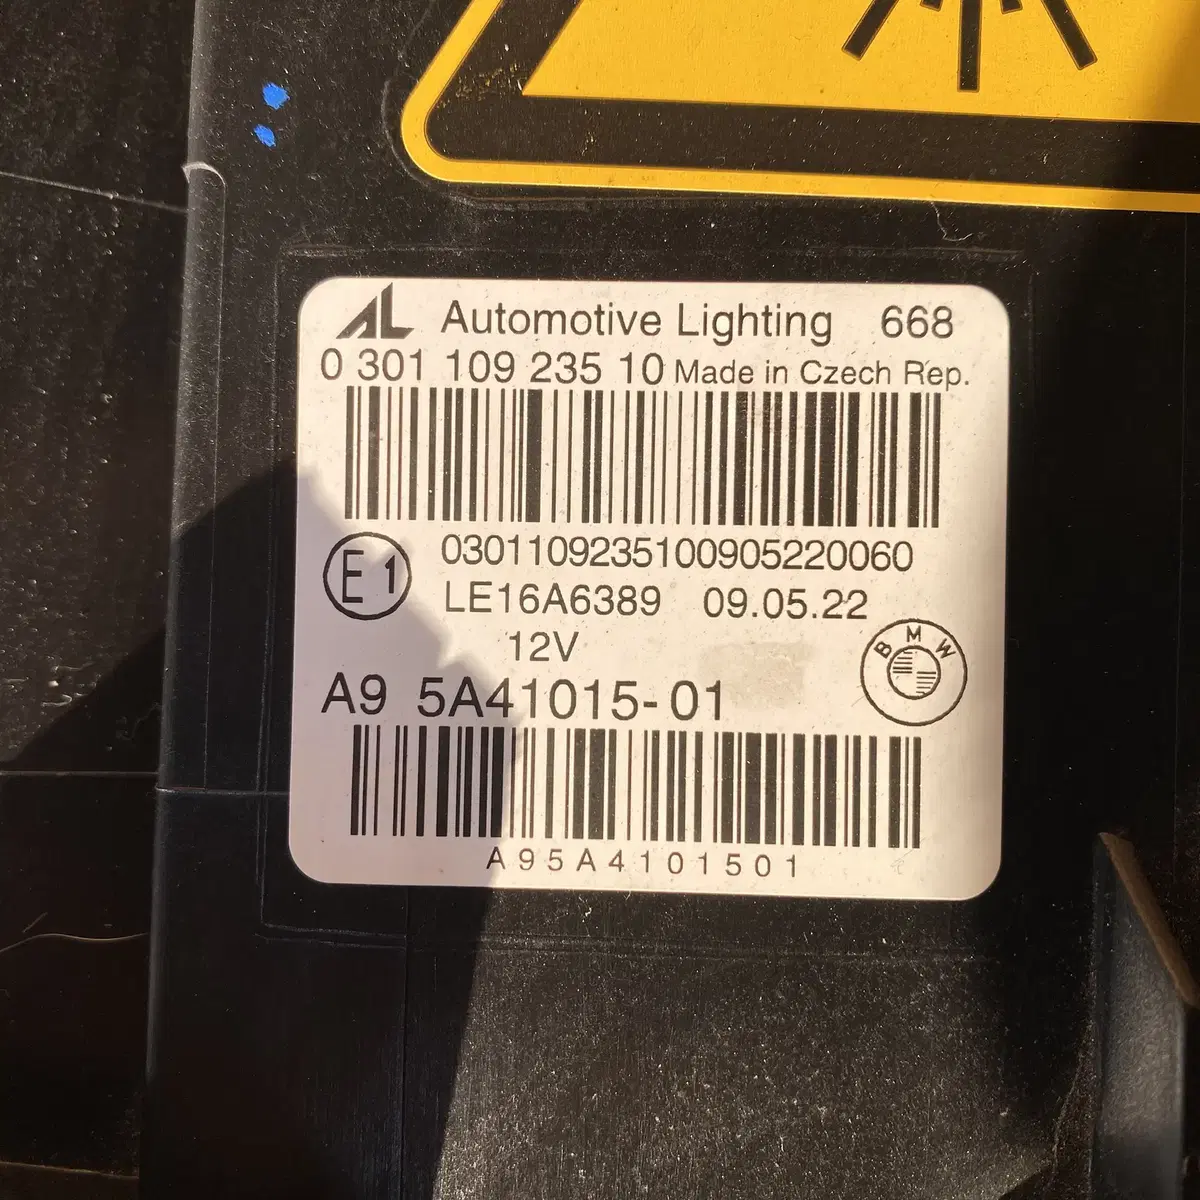 AL Automotive Lighting 668
0 301 109 235 10 Made in Czech Rep.
E1
0301109235100905220060
LE16A6389 09.05.22
12V
BMW
A9 5A41015-01
A95A4101501